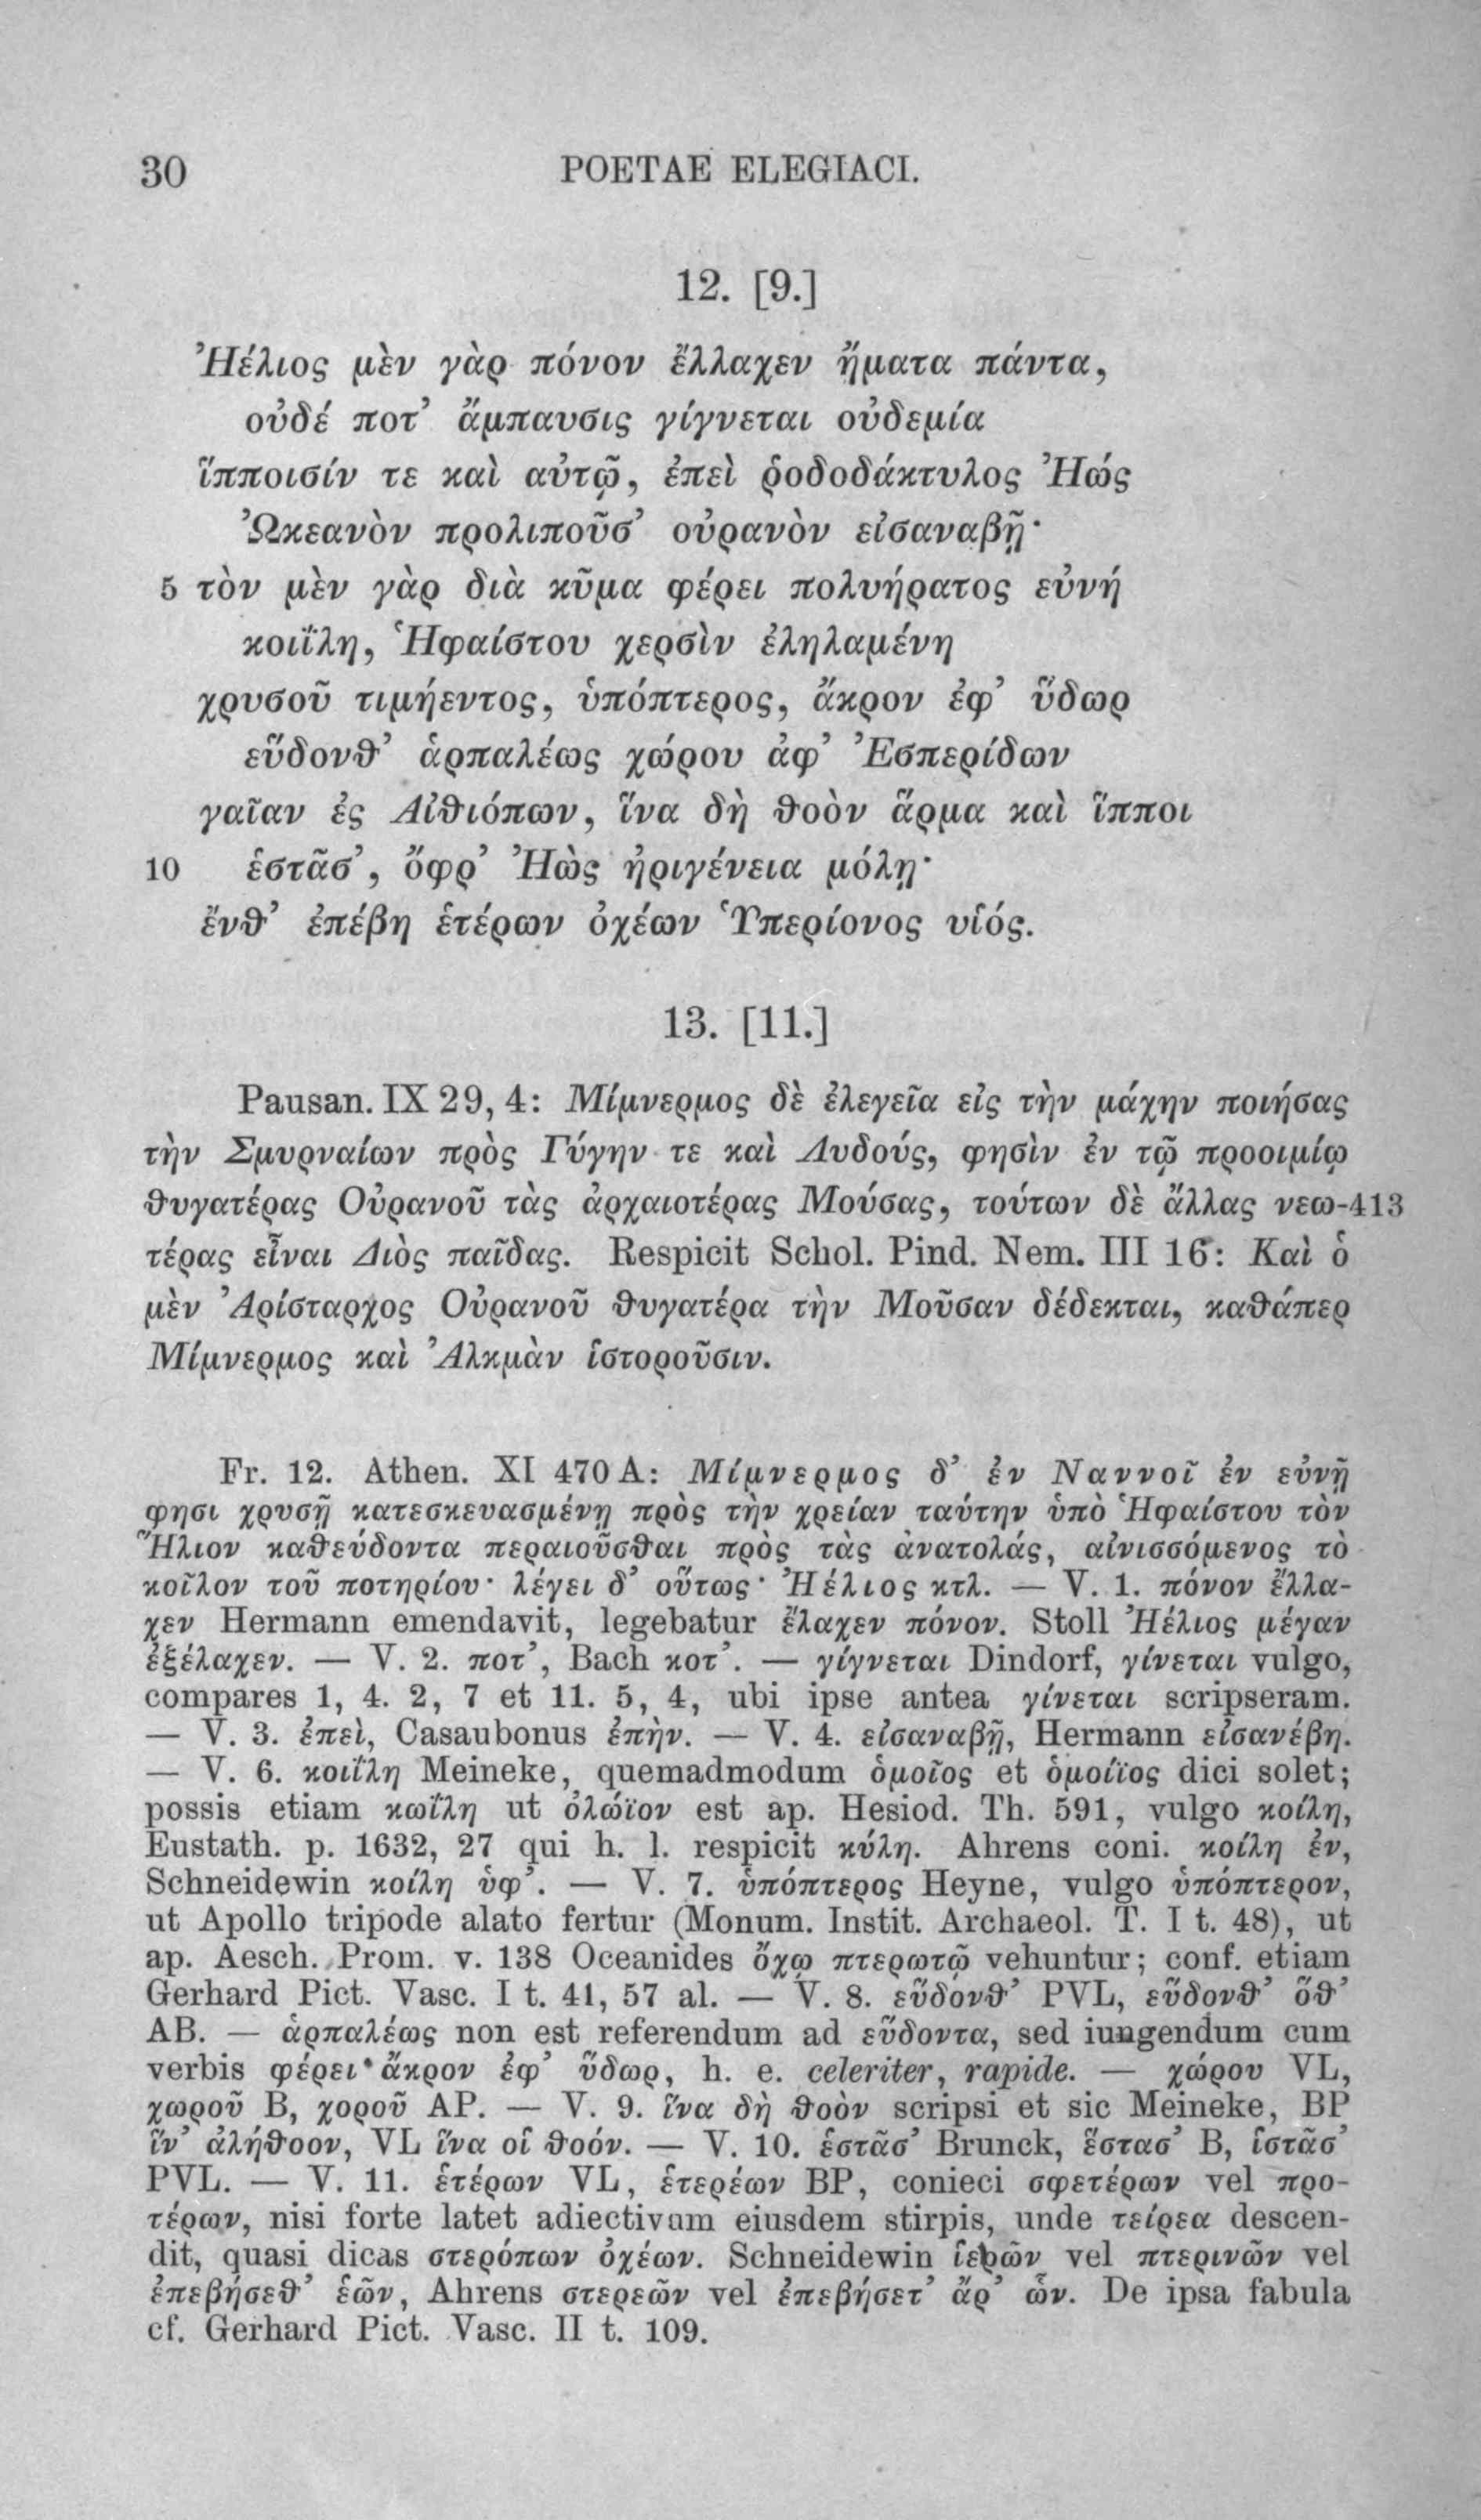 30 POETAE ELEGIACI.
12. [9.]
Ἠέλιος μὲν γὰρ πόνον ἔλλαχεν ἤματα πάντα,
οὐδέ ποτ’ ἄμπαυσις γίγνεται οὐδεμία
ἵπποισίν τε καὶ αὐτῷ, ἐπεὶ ῥοδοδάκτυλος Ἠώς
Ὠκεανὸν προλιποῦσ’ οὐρανὸν εἰσαναβῇ·
5 τὸν μὲν γὰρ διὰ κῦμα φέρει πολυήρατος εὐνή
κοιΐλη, Ἡφαίστου χερσὶν ἐληλαμένη
χρυσοῦ τιμήεντος, ὑπόπτερος, ἄκρον ἐφ’ ὕδωρ
εὕδονθ’ ἁρπαλέως χώρου ἀφ’ Ἑσπερίδων
γαῖαν ἐς Αἰθιόπων, ἵνα δὴ θοὸν ἅρμα καὶ ἵπποι
10 ἑστᾶσ’, ὄφρ’ Ἠὼς ἠριγένεια μόλῃ·
ἔνθ’ ἐπέβη ἑτέρων ὀχέων Ὑπερίονος υἱός.
13. [11.]
Pausan. IX 29, 4: Μίμνερμος δὲ ἐλεγεῖα εἰς τὴν μάχην ποιήσας
τὴν Σμυρναίων πρὸς Γύγην τε καὶ Λυδούς, φησὶν ἐν τῷ προοιμίῳ
θυγατέρας Οὐρανοῦ τὰς ἀρχαιοτέρας Μούσας, τούτων δὲ ἄλλας νεω-413
τέρας εἶναι Διὸς παῖδας. Respicit Schol. Pind. Nem. III 16: Καὶ ὁ
μὲν Ἀρίσταρχος Οὐρανοῦ θυγατέρα τὴν Μοῦσαν δέδεκται, καθάπερ
Μίμνερμος καὶ Ἀλκμὰν ἱστοροῦσιν.
Fr. 12. Athen. XI 470 A: Μίμνερμος δ’ ἐν Ναννοῖ ἐν εὐνῇ
φησι χρυσῇ κατεσκευασμένῃ πρὸς τὴν χρείαν ταύτην ὑπὸ Ἡφαίστου τὸν
Ἥλιον καθεύδοντα περαιοῦσθαι πρὸς τὰς ἀνατολάς, αἰνισσόμενος τὸ
κοῖλον τοῦ ποτηρίου· λέγει δ’ οὕτως· Ἠέλιος κτλ. — V. 1. πόνον ἔλλα-
χεν Hermann emendavit, legebatur ἔλαχεν πόνον. Stoll Ἠέλιος μέγαν
ἐξέλαχεν. — V. 2. ποτ’, Bach κοτ’. — γίγνεται Dindorf, γίνεται vulgo,
compares 1, 4. 2, 7 et 11. 5, 4, ubi ipse antea γίνεται scripseram.
— V. 3. ἐπεὶ, Casaubonus ἐπὴν. — V. 4. εἰσαναβῇ, Hermann εἰσανέβη.
— V. 6. κοιΐλη Meineke, quemadmodum ὁμοῖος et ὁμοίϊος dici solet;
possis etiam κωΐλη ut ὀλώϊον est ap. Hesiod. Th. 591, vulgo κοίλη,
Eustath. p. 1632, 27 qui h. l. respicit κύλη. Ahrens coni. κοίλη ἐν,
Schneidewin κοίλη ὑφ’. — V. 7. ὑπόπτερος Heyne, vulgo ὑπόπτερον,
ut Apollo tripode alato fertur (Monum. Instit. Archaeol. T. I t. 48), ut
ap. Aesch. Prom. v. 138 Oceanides ὄχῳ πτερωτῷ vehuntur; conf. etiam
Gerhard Pict. Vasc. I t. 41, 57 al. — V. 8. εὕδονθ’ PVL, εὕδονθ’ ὅθ’
AB. — ἁρπαλέως non est referendum ad εὕδοντα, sed iungendum cum
verbis φέρει ἄκρον ἐφ’ ὕδωρ, h. e. celeriter, rapide. — χώρου VL,
χωροῦ B, χοροῦ AP. — V. 9. ἵνα δὴ θοὸν scripsi et sic Meineke, BP
ἵν’ ἀλήθοον, VL ἵνα οἱ θοόν. — V. 10. ἑστᾶσ’ Brunck, ἕστασ’ B, ἱστᾶσ’
PVL. — V. 11. ἑτέρων VL, ἑτερέων BP, conieci σφετέρων vel προ-
τέρων, nisi forte latet adiectivum eiusdem stirpis, unde τείρεα descen-
dit, quasi dicas στερόπων ὀχέων. Schneidewin ἱερῶν vel πτερινῶν vel
ἐπεβήσεθ’ ἑῶν, Ahrens στερεῶν vel ἐπεβήσετ’ ἄρ’ ὧν. De ipsa fabula
cf. Gerhard Pict. Vasc. II t. 109.